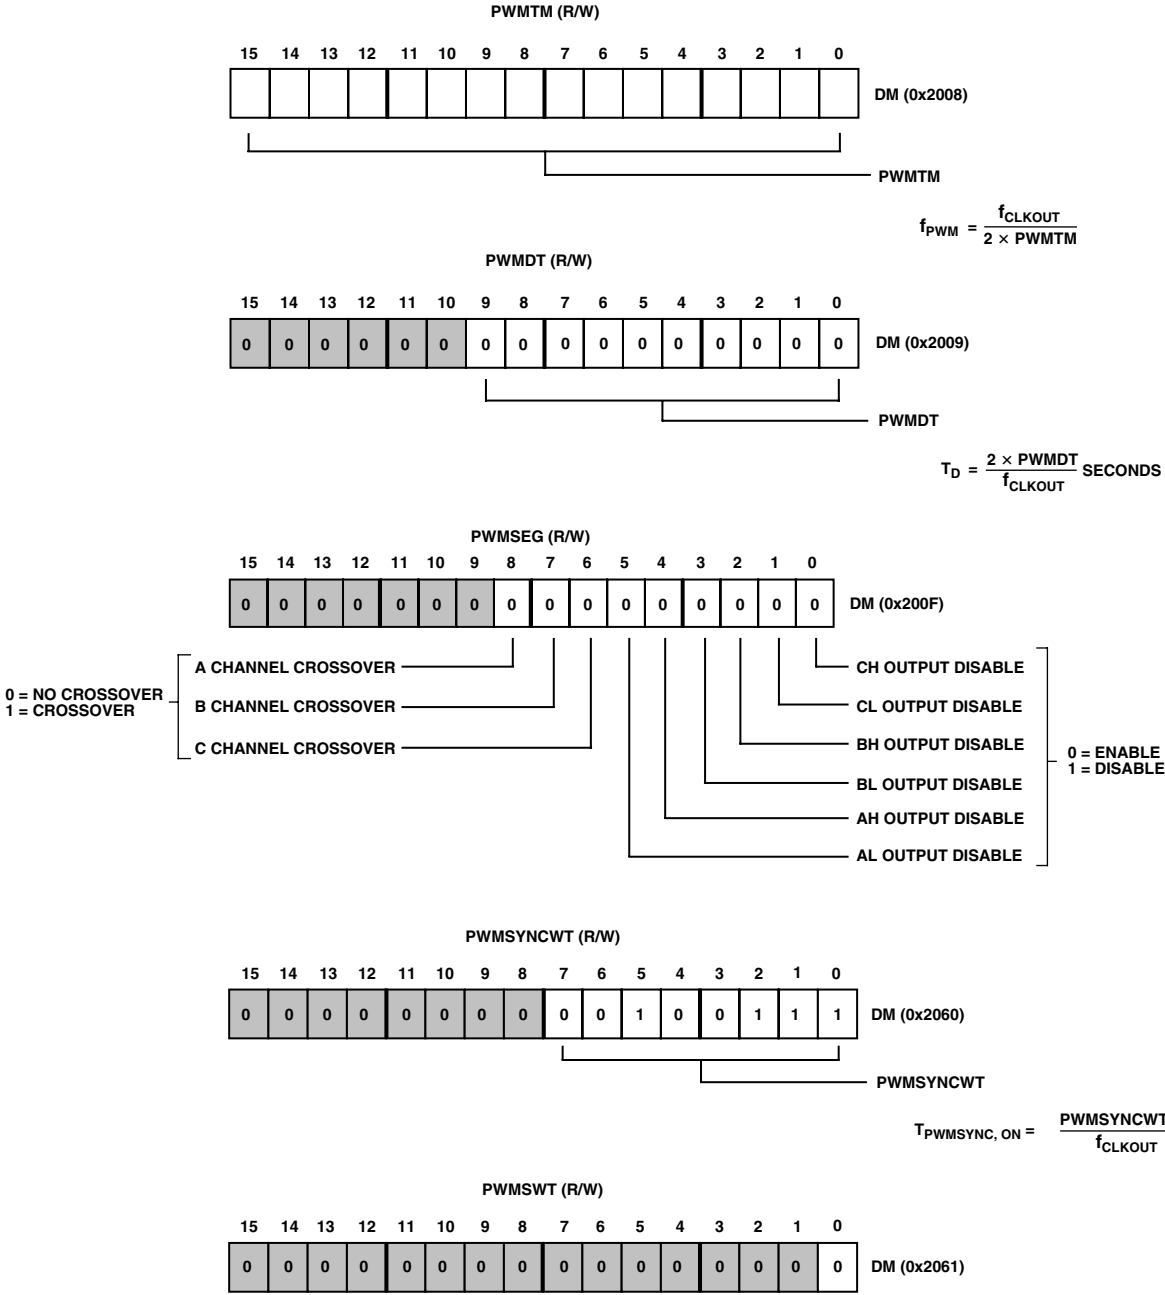 PWMTM (R/W)
15 14 13 12 11 10 9 8 7 6 5 4 3 2 1 0
DM (0x2008)
PWMTM
fPWM = fCLKOUT / 2 × PWMTM
PWMDT (R/W)
15 14 13 12 11 10 9 8 7 6 5 4 3 2 1 0
0 0 0 0 0 0 0 0 0 0 0 0 0 0 0 0 DM (0x2009)
PWMDT
TD = 2 × PWMDT / fCLKOUT SECONDS
PWMSEG (R/W)
15 14 13 12 11 10 9 8 7 6 5 4 3 2 1 0
0 0 0 0 0 0 0 0 0 0 0 0 0 0 0 0 DM (0x200F)
0 = NO CROSSOVER
1 = CROSSOVER
A CHANNEL CROSSOVER
B CHANNEL CROSSOVER
C CHANNEL CROSSOVER
CH OUTPUT DISABLE
CL OUTPUT DISABLE
BH OUTPUT DISABLE
BL OUTPUT DISABLE
AH OUTPUT DISABLE
AL OUTPUT DISABLE
0 = ENABLE
1 = DISABLE
PWMSYNCWT (R/W)
15 14 13 12 11 10 9 8 7 6 5 4 3 2 1 0
0 0 0 0 0 0 0 0 0 0 1 0 0 1 1 1 DM (0x2060)
PWMSYNCWT
TPWMSYNC, ON = PWMSYNCWT / fCLKOUT
PWMSWT (R/W)
15 14 13 12 11 10 9 8 7 6 5 4 3 2 1 0
0 0 0 0 0 0 0 0 0 0 0 0 0 0 0 0 DM (0x2061)